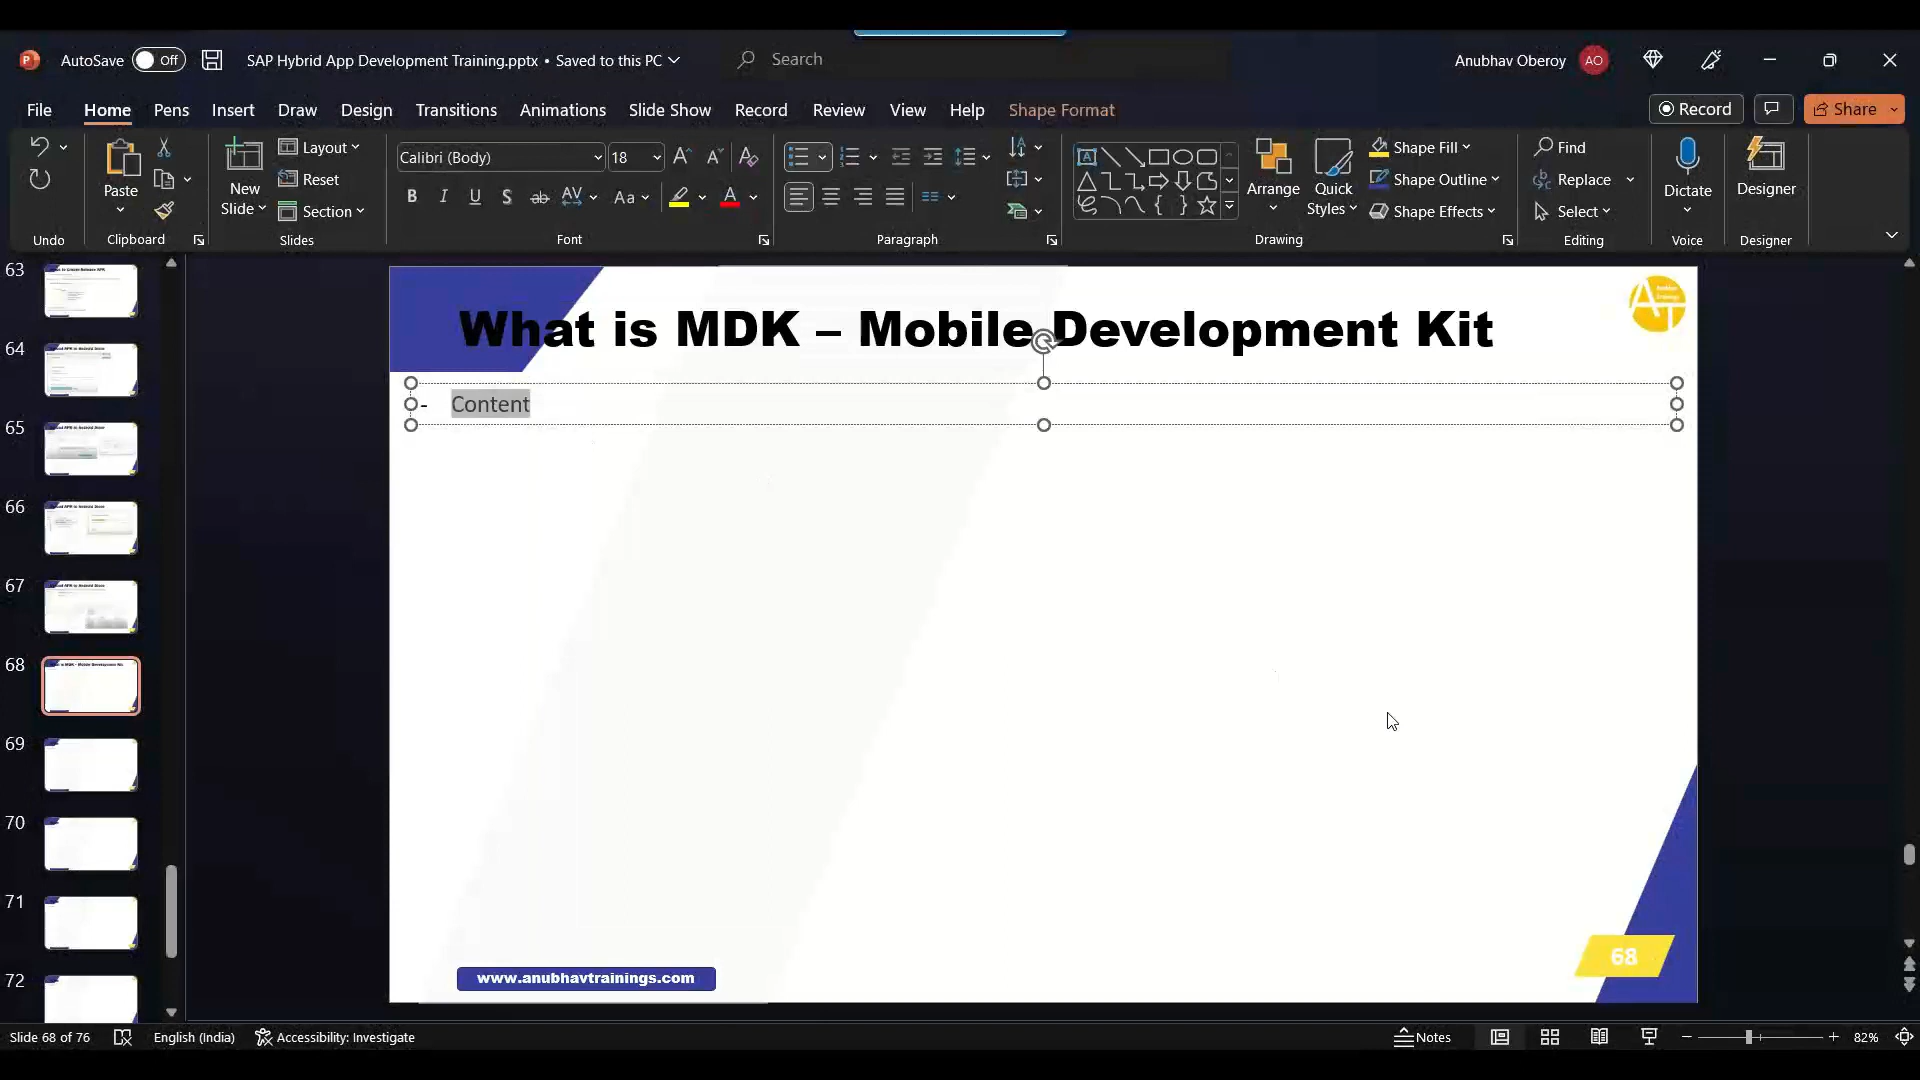 AutoSave Off SAP Hybrid App Development Training.pptx • Saved to this PC Search Anubhav Oberoy AO
File Home Pens Insert Draw Design Transitions Animations Slide Show Record Review View Help Shape Format Record Share
Paste New Slide Layout Reset Section
Calibri (Body) 18
Arrange Quick Styles Shape Fill Shape Outline Shape Effects
Find Replace Select
Dictate Designer
Undo Clipboard Slides Font Paragraph Drawing Editing Voice Designer
63
64
65
66
67
68
69
70
71
72
What is MDK – Mobile Development Kit
- Content
www.anubhavtrainings.com
68
Slide 68 of 76 English (India) Accessibility: Investigate Notes 82%